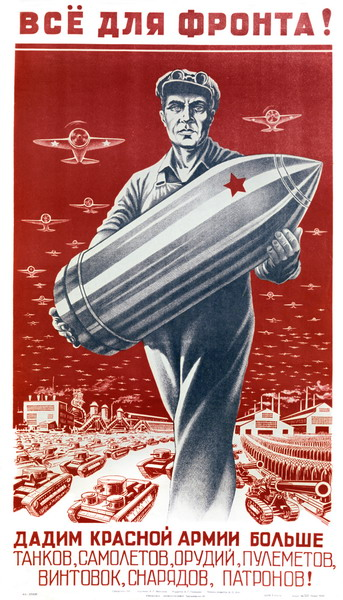 ВСЁ ДЛЯ ФРОНТА!
ДАДИМ КРАСНОЙ АРМИИ БОЛЬШЕ
ТАНКОВ, САМОЛЕТОВ, ОРУДИЙ, ПУЛЕМЕТОВ,
ВИНТОВОК, СНАРЯДОВ, ПАТРОНОВ!